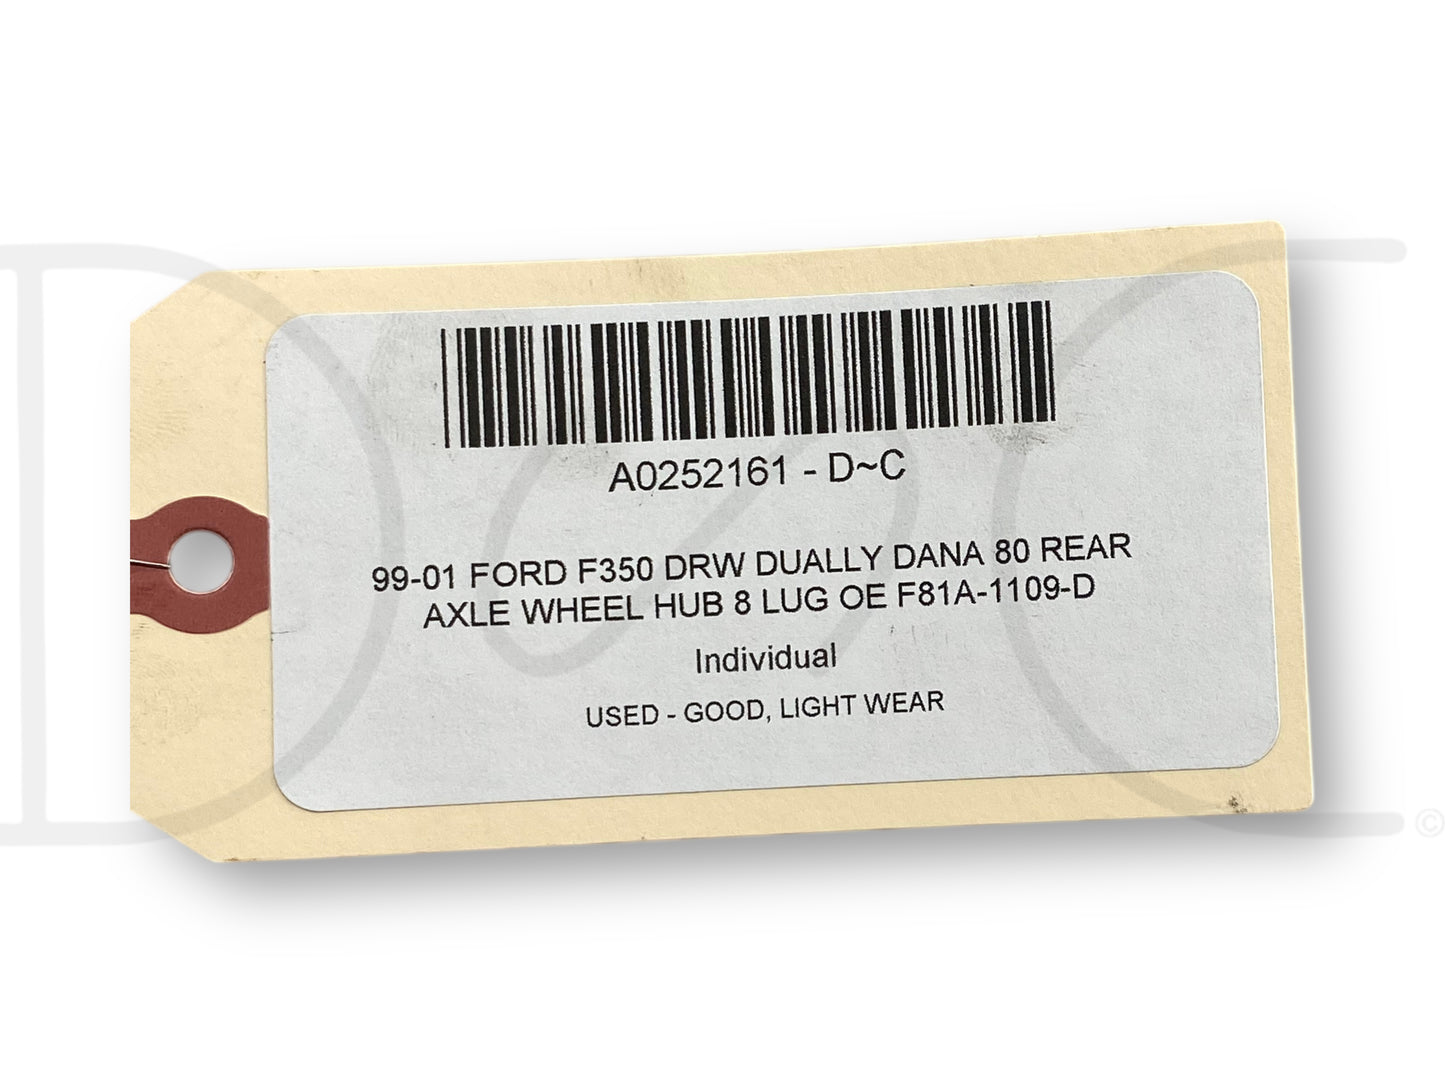 A0252161 - D~C
99-01 FORD F350 DRW DUALLY DANA 80 REAR
AXLE WHEEL HUB 8 LUG OE F81A-1109-D
Individual
USED - GOOD, LIGHT WEAR
D C
©